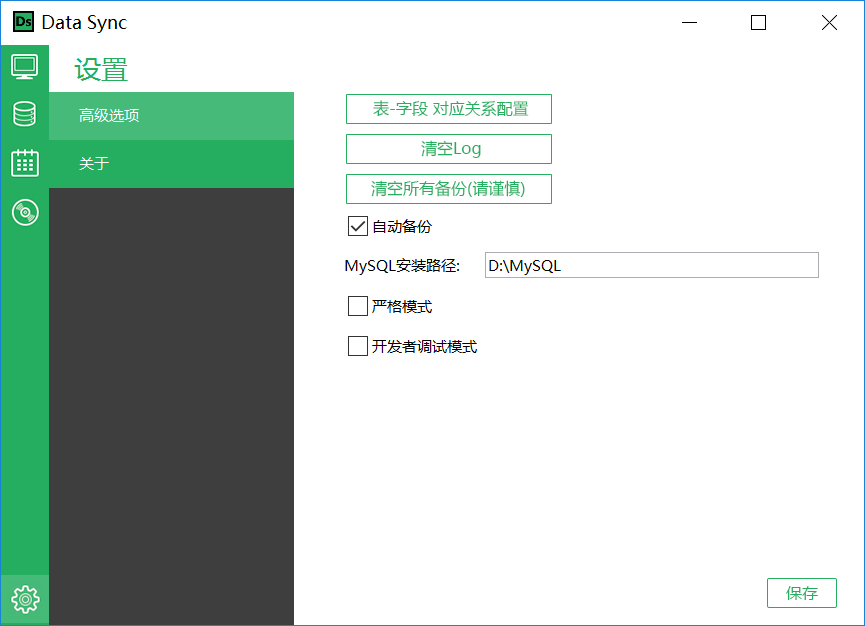 Ds Data Sync
设置
高级选项
关于
表-字段 对应关系配置
清空Log
清空所有备份(请谨慎)
自动备份
MySQL安装路径: D:\MySQL
严格模式
开发者调试模式
保存